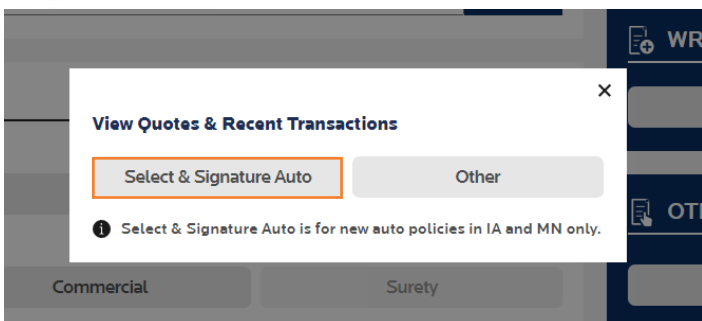 WR
View Quotes & Recent Transactions
Select & Signature Auto
Other
Select & Signature Auto is for new auto policies in IA and MN only.
OT
Commercial
Surety